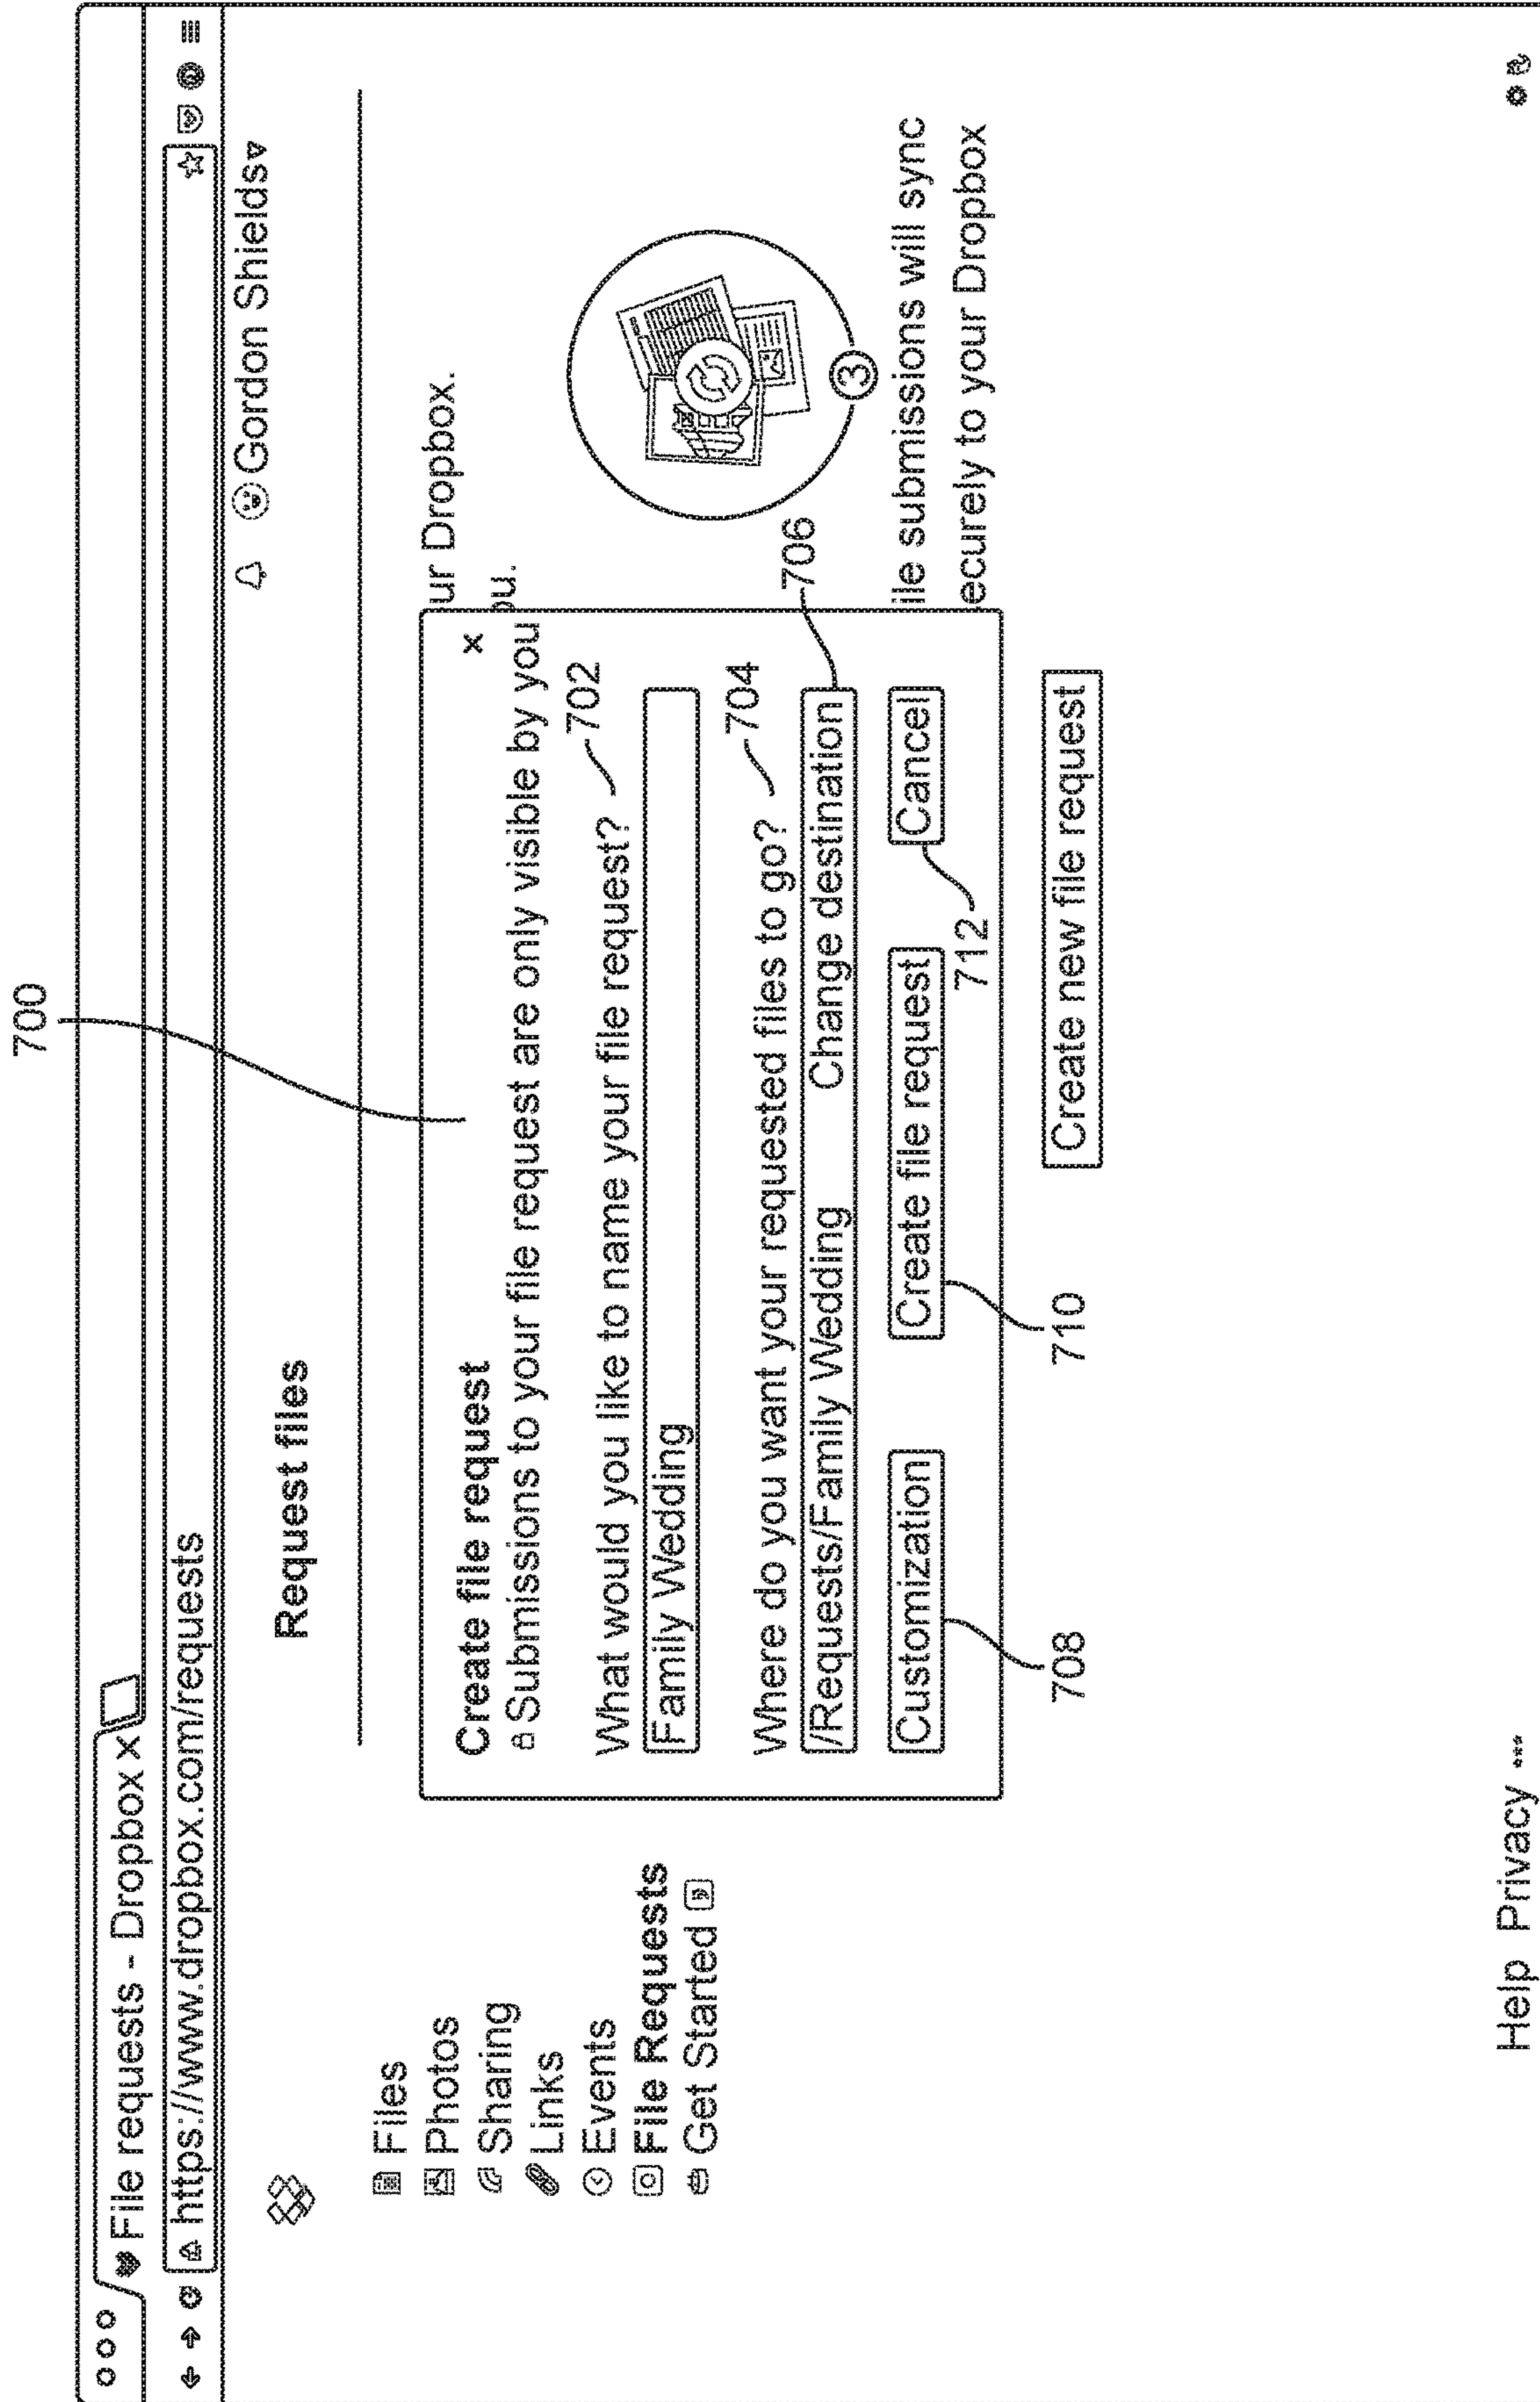 700
File requests - Dropbox X
https://www.dropbox.com/requests
Gordon Shields
Request files
Files
Photos
Sharing
Links
Events
File Requests
Get Started
ur Dropbox.
ou.
Create file request
x
Submissions to your file request are only visible by you
What would you like to name your file request?
702
Family Wedding
Where do you want your requested files to go?
704
/Requests/Family Wedding Change destination
706
Customization Create file request Cancel
708
710
712
3
ile submissions will sync
ecurely to your Dropbox
Create new file request
Help Privacy ...